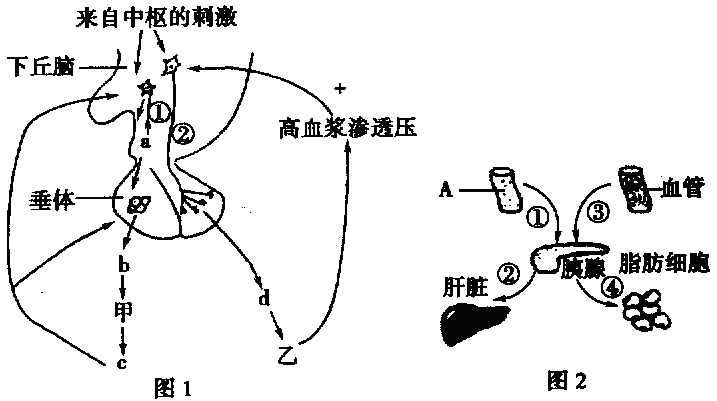 来自中枢的刺激
下丘脑
①
②
a
+
高血浆渗透压
垂体
b
甲
c
d
乙
图1
A
血管
①
③
胰腺
脂肪细胞
②
④
肝脏
图2